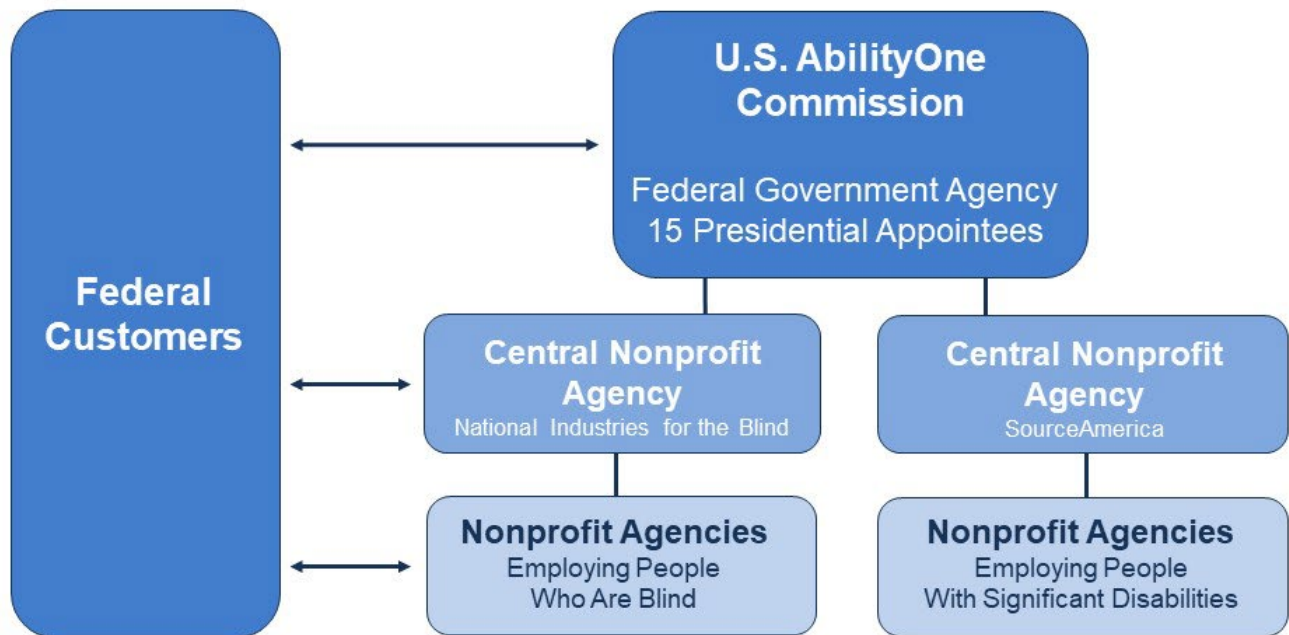 Federal
Customers
U.S. AbilityOne
Commission
Federal Government Agency
15 Presidential Appointees
Central Nonprofit
Agency
National Industries for the Blind
Central Nonprofit
Agency
SourceAmerica
Nonprofit Agencies
Employing People
Who Are Blind
Nonprofit Agencies
Employing People
With Significant Disabilities